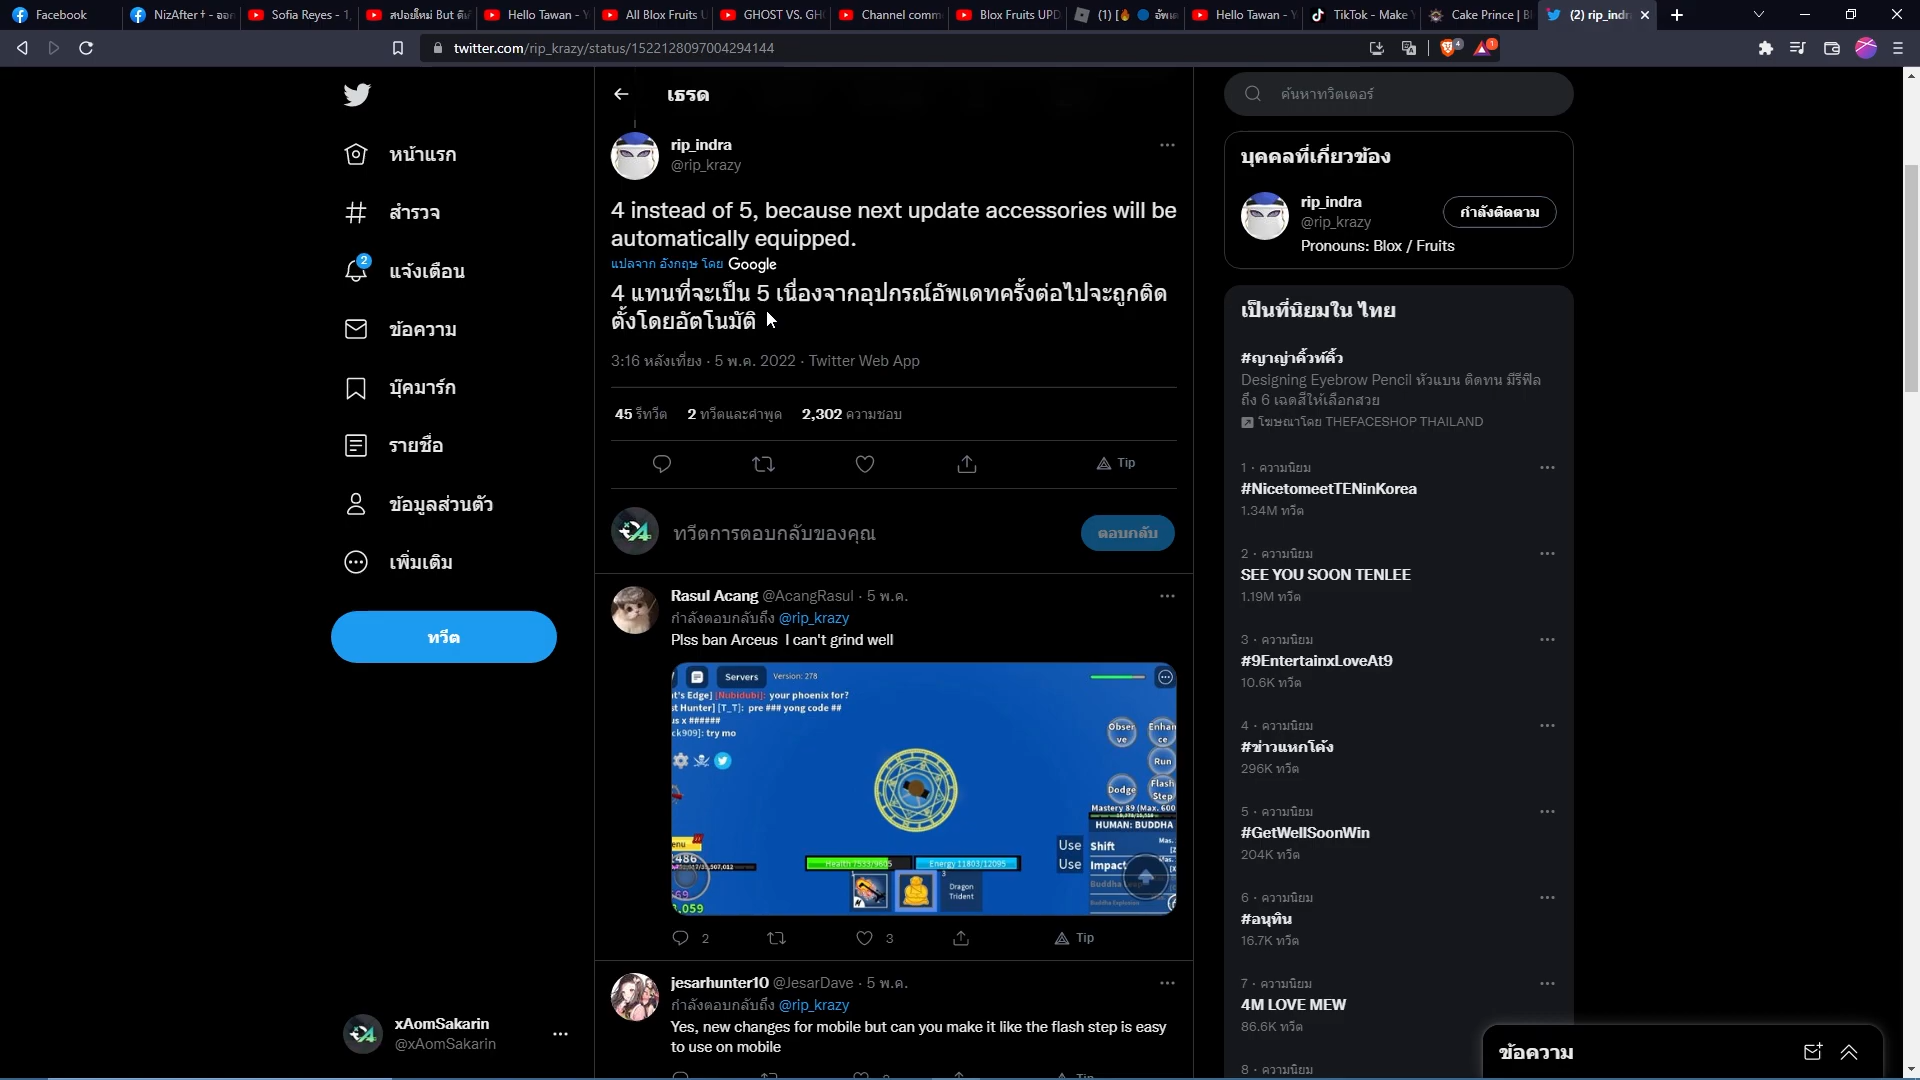 Facebook
NizAfter
Sofia Reyes - 1
Hello Tawan - Y
All Blox Fruits U
GHOST VS. GH
Channel comm
Blox Fruits UPD
(1)
Hello Tawan - Y
TikTok - Make Y
Cake Prince | Bl
(2) rip_indr
twitter.com/rip_krazy/status/1522128097004294144
4
1
หน้าแรก
สำรวจ
2
แจ้งเตือน
ข้อความ
บุ๊คมาร์ก
รายชื่อ
ข้อมูลส่วนตัว
เพิ่มเติม
ทวีต
xAomSakarin
@xAomSakarin
เธรด
rip_indra
@rip_krazy
4 instead of 5, because next update accessories will be
automatically equipped.
แปลจาก อังกฤษ โดย Google
4 แทนที่จะเป็น 5 เนื่องจากอุปกรณ์อัพเดทครั้งต่อไปจะถูกติด
ตั้งโดยอัตโนมัติ
3:16 หลังเที่ยง · 5 พ.ค. 2022 · Twitter Web App
45 รีทวีต 2 ทวีตและคำพูด 2,302 ความชอบ
Tip
ทวีตการตอบกลับของคุณ
ตอบกลับ
Rasul Acang @AcangRasul · 5 พ.ค.
กำลังตอบกลับถึง @rip_krazy
Plss ban Arceus I can't grind well
Servers Version: 278
t's Edge] [Nubidubi]: your phoenix for?
st Hunter] [T_T]: pre ### yong code ##
us x ######
ck909]: try mo
Obser
ve
Enhan
ce
Run
Dodge
Flash
Step
Mastery 89 (Max. 600
HUMAN: BUDDHA
Use Shift
Use Impact
Health 7533/9605
Energy 11803/12095
1
3
Dragon
Trident
2 3 Tip
jesarhunter10 @JesarDave · 5 พ.ค.
กำลังตอบกลับถึง @rip_krazy
Yes, new changes for mobile but can you make it like the flash step is easy
to use on mobile
ค้นหาทวิตเตอร์
บุคคลที่เกี่ยวข้อง
rip_indra
@rip_krazy
กำลังติดตาม
Pronouns: Blox / Fruits
เป็นที่นิยมใน ไทย
#ญาญ่าคิ้วท์คิ้ว
Designing Eyebrow Pencil หัวแบน ติดทน มีรีฟิล
ถึง 6 เฉดสีให้เลือกสวย
โฆษณาโดย THEFACESHOP THAILAND
1 · ความนิยม
#NicetomeetTENinKorea
1.34M ทวีต
2 · ความนิยม
SEE YOU SOON TENLEE
1.19M ทวีต
3 · ความนิยม
#9EntertainxLoveAt9
10.6K ทวีต
4 · ความนิยม
#ข่าวแหกโค้ง
296K ทวีต
5 · ความนิยม
#GetWellSoonWin
204K ทวีต
6 · ความนิยม
#อนุทิน
16.7K ทวีต
7 · ความนิยม
4M LOVE MEW
86.6K ทวีต
8 · ความนิยม
ข้อความ